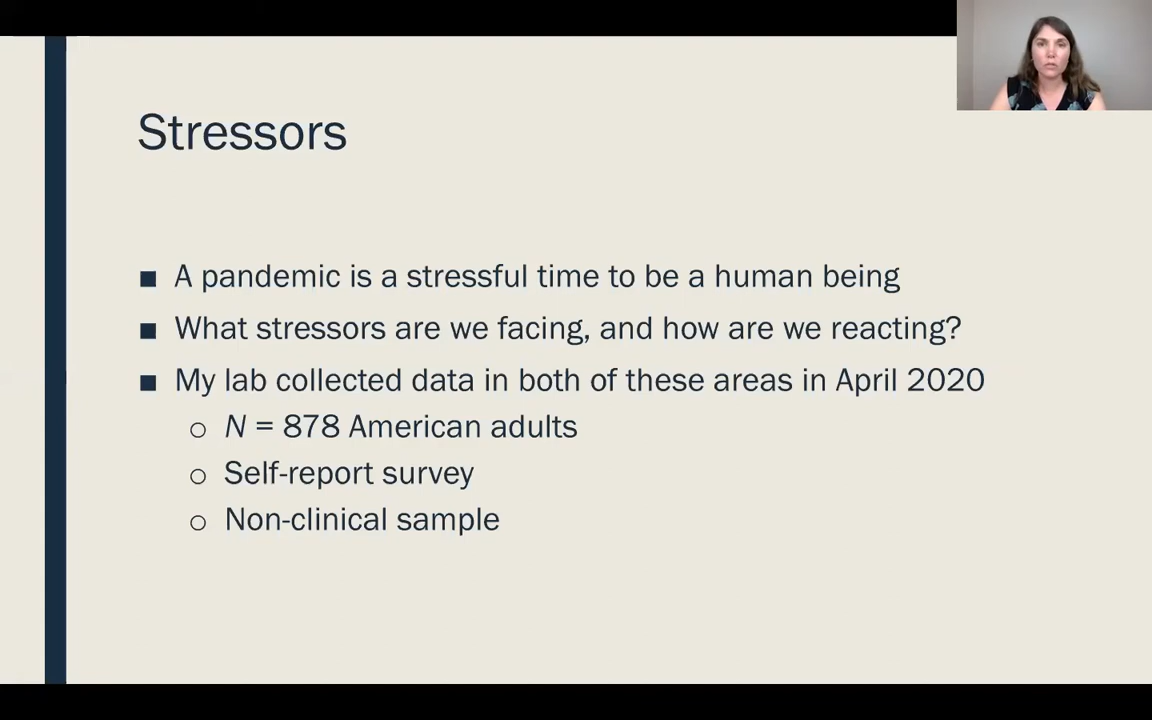 Stressors
■ A pandemic is a stressful time to be a human being
■ What stressors are we facing, and how are we reacting?
■ My lab collected data in both of these areas in April 2020
○ N = 878 American adults
○ Self-report survey
○ Non-clinical sample